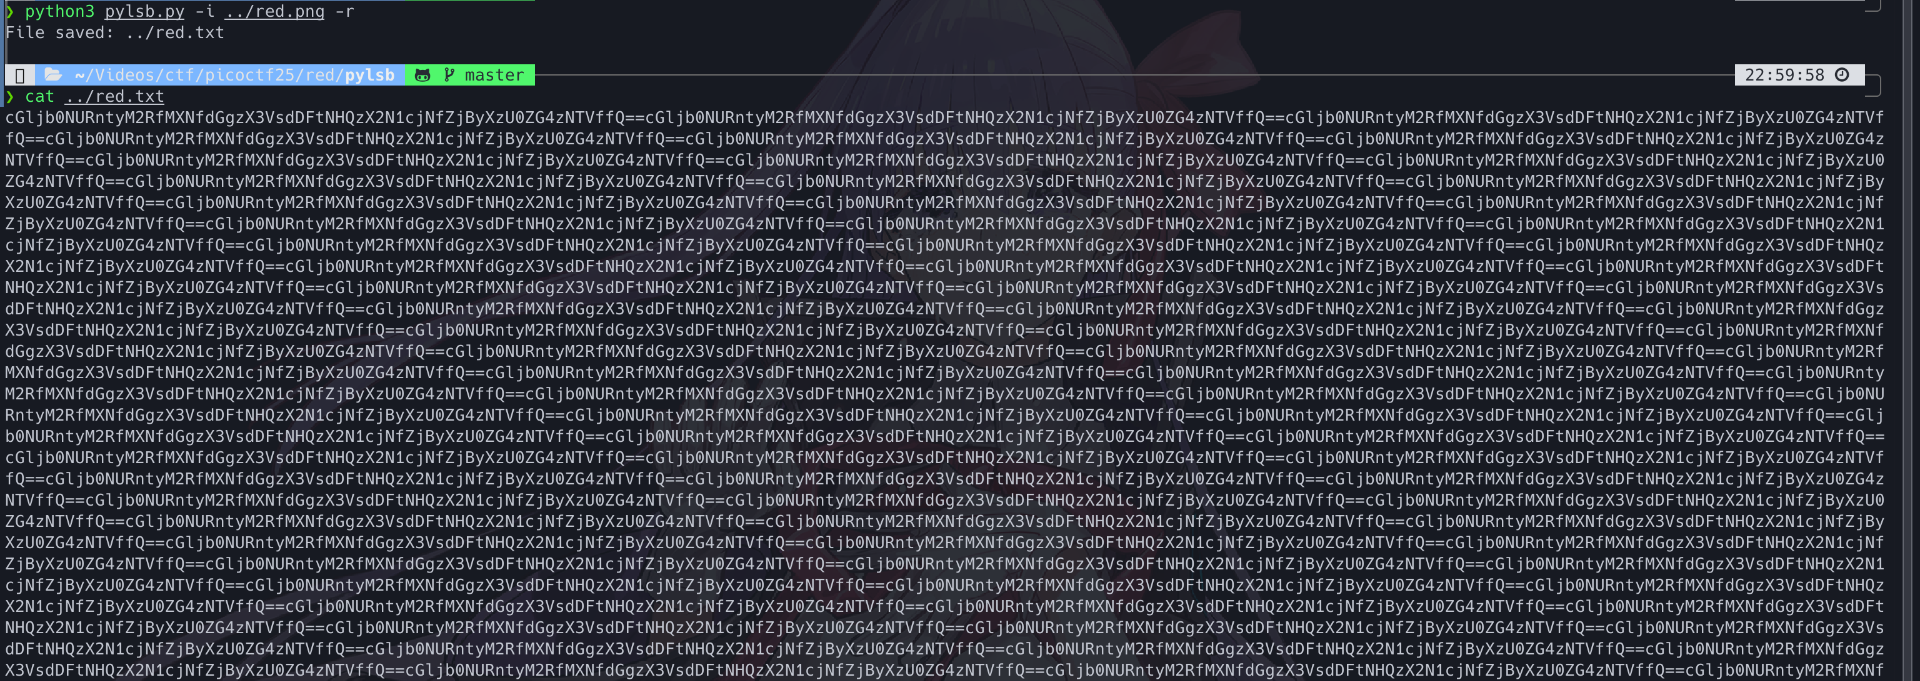 ❯ python3 pylsb.py -i ../red.png -r
File saved: ../red.txt
~/Videos/ctf/picoctf25/red/pylsb master 22:59:58
❯ cat ../red.txt
cGljb0NURntyM2RfMXNfdGgzX3VsdDFtNHQzX2N1cjNfZjByXzU0ZG4zNTVffQ==cGljb0NURntyM2RfMXNfdGgzX3VsdDFtNHQzX2N1cjNfZjByXzU0ZG4zNTVffQ==cGljb0NURntyM2RfMXNfdGgzX3VsdDFtNHQzX2N1cjNfZjByXzU0ZG4zNTVf
fQ==cGljb0NURntyM2RfMXNfdGgzX3VsdDFtNHQzX2N1cjNfZjByXzU0ZG4zNTVffQ==cGljb0NURntyM2RfMXNfdGgzX3VsdDFtNHQzX2N1cjNfZjByXzU0ZG4zNTVffQ==cGljb0NURntyM2RfMXNfdGgzX3VsdDFtNHQzX2N1cjNfZjByXzU0ZG4z
NTVffQ==cGljb0NURntyM2RfMXNfdGgzX3VsdDFtNHQzX2N1cjNfZjByXzU0ZG4zNTVffQ==cGljb0NURntyM2RfMXNfdGgzX3VsdDFtNHQzX2N1cjNfZjByXzU0ZG4zNTVffQ==cGljb0NURntyM2RfMXNfdGgzX3VsdDFtNHQzX2N1cjNfZjByXzU0
ZG4zNTVffQ==cGljb0NURntyM2RfMXNfdGgzX3VsdDFtNHQzX2N1cjNfZjByXzU0ZG4zNTVffQ==cGljb0NURntyM2RfMXNfdGgzX3VsdDFtNHQzX2N1cjNfZjByXzU0ZG4zNTVffQ==cGljb0NURntyM2RfMXNfdGgzX3VsdDFtNHQzX2N1cjNfZjBy
XzU0ZG4zNTVffQ==cGljb0NURntyM2RfMXNfdGgzX3VsdDFtNHQzX2N1cjNfZjByXzU0ZG4zNTVffQ==cGljb0NURntyM2RfMXNfdGgzX3VsdDFtNHQzX2N1cjNfZjByXzU0ZG4zNTVffQ==cGljb0NURntyM2RfMXNfdGgzX3VsdDFtNHQzX2N1cjNf
ZjByXzU0ZG4zNTVffQ==cGljb0NURntyM2RfMXNfdGgzX3VsdDFtNHQzX2N1cjNfZjByXzU0ZG4zNTVffQ==cGljb0NURntyM2RfMXNfdGgzX3VsdDFtNHQzX2N1cjNfZjByXzU0ZG4zNTVffQ==cGljb0NURntyM2RfMXNfdGgzX3VsdDFtNHQzX2N1
cjNfZjByXzU0ZG4zNTVffQ==cGljb0NURntyM2RfMXNfdGgzX3VsdDFtNHQzX2N1cjNfZjByXzU0ZG4zNTVffQ==cGljb0NURntyM2RfMXNfdGgzX3VsdDFtNHQzX2N1cjNfZjByXzU0ZG4zNTVffQ==cGljb0NURntyM2RfMXNfdGgzX3VsdDFtNHQz
X2N1cjNfZjByXzU0ZG4zNTVffQ==cGljb0NURntyM2RfMXNfdGgzX3VsdDFtNHQzX2N1cjNfZjByXzU0ZG4zNTVffQ==cGljb0NURntyM2RfMXNfdGgzX3VsdDFtNHQzX2N1cjNfZjByXzU0ZG4zNTVffQ==cGljb0NURntyM2RfMXNfdGgzX3VsdDFt
NHQzX2N1cjNfZjByXzU0ZG4zNTVffQ==cGljb0NURntyM2RfMXNfdGgzX3VsdDFtNHQzX2N1cjNfZjByXzU0ZG4zNTVffQ==cGljb0NURntyM2RfMXNfdGgzX3VsdDFtNHQzX2N1cjNfZjByXzU0ZG4zNTVffQ==cGljb0NURntyM2RfMXNfdGgzX3Vs
dDFtNHQzX2N1cjNfZjByXzU0ZG4zNTVffQ==cGljb0NURntyM2RfMXNfdGgzX3VsdDFtNHQzX2N1cjNfZjByXzU0ZG4zNTVffQ==cGljb0NURntyM2RfMXNfdGgzX3VsdDFtNHQzX2N1cjNfZjByXzU0ZG4zNTVffQ==cGljb0NURntyM2RfMXNfdGgz
X3VsdDFtNHQzX2N1cjNfZjByXzU0ZG4zNTVffQ==cGljb0NURntyM2RfMXNfdGgzX3VsdDFtNHQzX2N1cjNfZjByXzU0ZG4zNTVffQ==cGljb0NURntyM2RfMXNfdGgzX3VsdDFtNHQzX2N1cjNfZjByXzU0ZG4zNTVffQ==cGljb0NURntyM2RfMXNf
dGgzX3VsdDFtNHQzX2N1cjNfZjByXzU0ZG4zNTVffQ==cGljb0NURntyM2RfMXNfdGgzX3VsdDFtNHQzX2N1cjNfZjByXzU0ZG4zNTVffQ==cGljb0NURntyM2RfMXNfdGgzX3VsdDFtNHQzX2N1cjNfZjByXzU0ZG4zNTVffQ==cGljb0NURntyM2Rf
MXNfdGgzX3VsdDFtNHQzX2N1cjNfZjByXzU0ZG4zNTVffQ==cGljb0NURntyM2RfMXNfdGgzX3VsdDFtNHQzX2N1cjNfZjByXzU0ZG4zNTVffQ==cGljb0NURntyM2RfMXNfdGgzX3VsdDFtNHQzX2N1cjNfZjByXzU0ZG4zNTVffQ==cGljb0NURnty
M2RfMXNfdGgzX3VsdDFtNHQzX2N1cjNfZjByXzU0ZG4zNTVffQ==cGljb0NURntyM2RfMXNfdGgzX3VsdDFtNHQzX2N1cjNfZjByXzU0ZG4zNTVffQ==cGljb0NURntyM2RfMXNfdGgzX3VsdDFtNHQzX2N1cjNfZjByXzU0ZG4zNTVffQ==cGljb0NU
RntyM2RfMXNfdGgzX3VsdDFtNHQzX2N1cjNfZjByXzU0ZG4zNTVffQ==cGljb0NURntyM2RfMXNfdGgzX3VsdDFtNHQzX2N1cjNfZjByXzU0ZG4zNTVffQ==cGljb0NURntyM2RfMXNfdGgzX3VsdDFtNHQzX2N1cjNfZjByXzU0ZG4zNTVffQ==cGlj
b0NURntyM2RfMXNfdGgzX3VsdDFtNHQzX2N1cjNfZjByXzU0ZG4zNTVffQ==cGljb0NURntyM2RfMXNfdGgzX3VsdDFtNHQzX2N1cjNfZjByXzU0ZG4zNTVffQ==cGljb0NURntyM2RfMXNfdGgzX3VsdDFtNHQzX2N1cjNfZjByXzU0ZG4zNTVffQ==
cGljb0NURntyM2RfMXNfdGgzX3VsdDFtNHQzX2N1cjNfZjByXzU0ZG4zNTVffQ==cGljb0NURntyM2RfMXNfdGgzX3VsdDFtNHQzX2N1cjNfZjByXzU0ZG4zNTVffQ==cGljb0NURntyM2RfMXNfdGgzX3VsdDFtNHQzX2N1cjNfZjByXzU0ZG4zNTVf
fQ==cGljb0NURntyM2RfMXNfdGgzX3VsdDFtNHQzX2N1cjNfZjByXzU0ZG4zNTVffQ==cGljb0NURntyM2RfMXNfdGgzX3VsdDFtNHQzX2N1cjNfZjByXzU0ZG4zNTVffQ==cGljb0NURntyM2RfMXNfdGgzX3VsdDFtNHQzX2N1cjNfZjByXzU0ZG4z
NTVffQ==cGljb0NURntyM2RfMXNfdGgzX3VsdDFtNHQzX2N1cjNfZjByXzU0ZG4zNTVffQ==cGljb0NURntyM2RfMXNfdGgzX3VsdDFtNHQzX2N1cjNfZjByXzU0ZG4zNTVffQ==cGljb0NURntyM2RfMXNfdGgzX3VsdDFtNHQzX2N1cjNfZjByXzU0
ZG4zNTVffQ==cGljb0NURntyM2RfMXNfdGgzX3VsdDFtNHQzX2N1cjNfZjByXzU0ZG4zNTVffQ==cGljb0NURntyM2RfMXNfdGgzX3VsdDFtNHQzX2N1cjNfZjByXzU0ZG4zNTVffQ==cGljb0NURntyM2RfMXNfdGgzX3VsdDFtNHQzX2N1cjNfZjBy
XzU0ZG4zNTVffQ==cGljb0NURntyM2RfMXNfdGgzX3VsdDFtNHQzX2N1cjNfZjByXzU0ZG4zNTVffQ==cGljb0NURntyM2RfMXNfdGgzX3VsdDFtNHQzX2N1cjNfZjByXzU0ZG4zNTVffQ==cGljb0NURntyM2RfMXNfdGgzX3VsdDFtNHQzX2N1cjNf
ZjByXzU0ZG4zNTVffQ==cGljb0NURntyM2RfMXNfdGgzX3VsdDFtNHQzX2N1cjNfZjByXzU0ZG4zNTVffQ==cGljb0NURntyM2RfMXNfdGgzX3VsdDFtNHQzX2N1cjNfZjByXzU0ZG4zNTVffQ==cGljb0NURntyM2RfMXNfdGgzX3VsdDFtNHQzX2N1
cjNfZjByXzU0ZG4zNTVffQ==cGljb0NURntyM2RfMXNfdGgzX3VsdDFtNHQzX2N1cjNfZjByXzU0ZG4zNTVffQ==cGljb0NURntyM2RfMXNfdGgzX3VsdDFtNHQzX2N1cjNfZjByXzU0ZG4zNTVffQ==cGljb0NURntyM2RfMXNfdGgzX3VsdDFtNHQz
X2N1cjNfZjByXzU0ZG4zNTVffQ==cGljb0NURntyM2RfMXNfdGgzX3VsdDFtNHQzX2N1cjNfZjByXzU0ZG4zNTVffQ==cGljb0NURntyM2RfMXNfdGgzX3VsdDFtNHQzX2N1cjNfZjByXzU0ZG4zNTVffQ==cGljb0NURntyM2RfMXNfdGgzX3VsdDFt
NHQzX2N1cjNfZjByXzU0ZG4zNTVffQ==cGljb0NURntyM2RfMXNfdGgzX3VsdDFtNHQzX2N1cjNfZjByXzU0ZG4zNTVffQ==cGljb0NURntyM2RfMXNfdGgzX3VsdDFtNHQzX2N1cjNfZjByXzU0ZG4zNTVffQ==cGljb0NURntyM2RfMXNfdGgzX3Vs
dDFtNHQzX2N1cjNfZjByXzU0ZG4zNTVffQ==cGljb0NURntyM2RfMXNfdGgzX3VsdDFtNHQzX2N1cjNfZjByXzU0ZG4zNTVffQ==cGljb0NURntyM2RfMXNfdGgzX3VsdDFtNHQzX2N1cjNfZjByXzU0ZG4zNTVffQ==cGljb0NURntyM2RfMXNfdGgz
X3VsdDFtNHQzX2N1cjNfZjByXzU0ZG4zNTVffQ==cGljb0NURntyM2RfMXNfdGgzX3VsdDFtNHQzX2N1cjNfZjByXzU0ZG4zNTVffQ==cGljb0NURntyM2RfMXNfdGgzX3VsdDFtNHQzX2N1cjNfZjByXzU0ZG4zNTVffQ==cGljb0NURntyM2RfMXNf